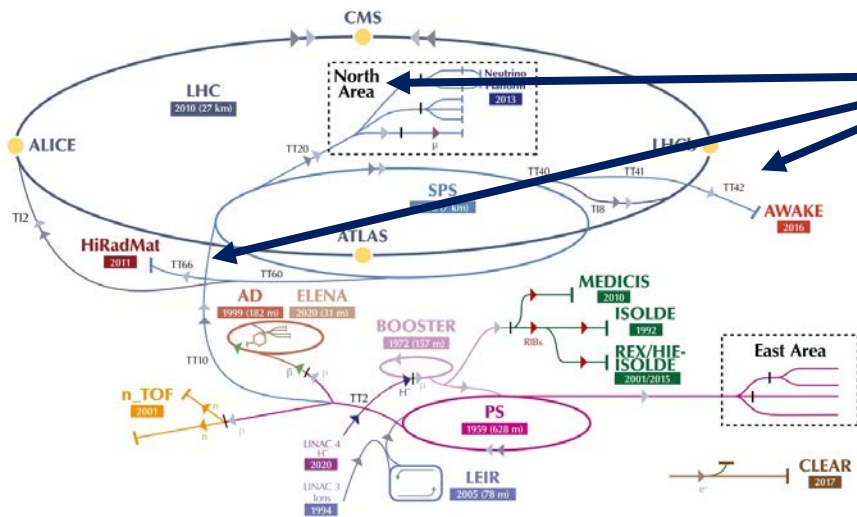 CMS
North
Area
Neutrino
Platform
2013
LHC
2010 (27 km)
ALICE
TT20
μ
LHCb
TT40
TT41
SPS
TT42
TI2
TI8
AWAKE
2016
HiRadMat
2011
ATLAS
TT66
TT60
AD
1999 (182 m)
ELENA
2020 (31 m)
MEDICIS
2010
BOOSTER
1972 (157 m)
ISOLDE
1992
RIBs
REX/HIE-
ISOLDE
2001/2015
East Area
TT10
p
p
p
H-
TT2
n_TOF
2001
n
n
p
PS
1959 (628 m)
LINAC 4
H-
2020
LINAC 3
Ions
1994
LEIR
2005 (78 m)
CLEAR
2017
e-